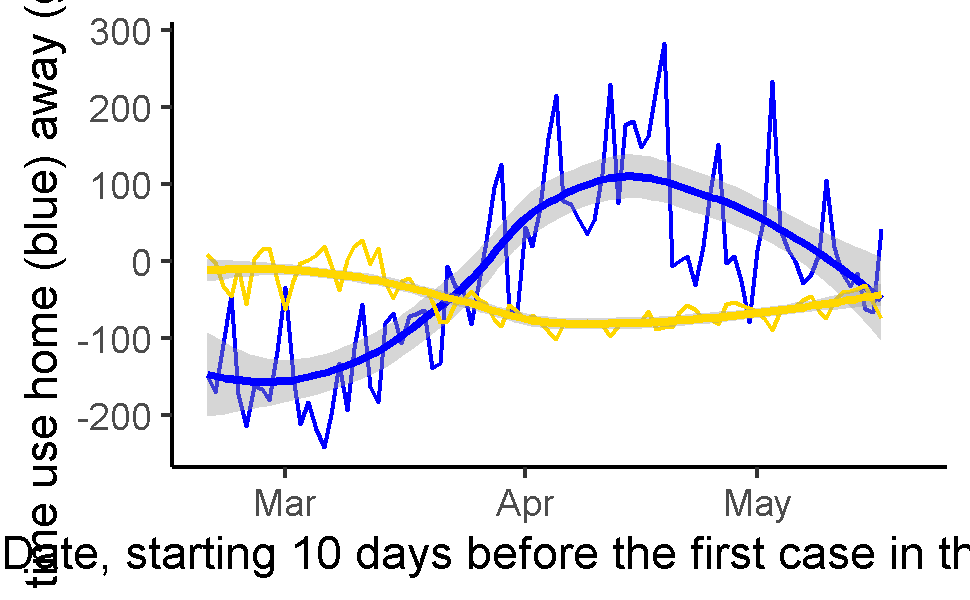 time use home (blue) away (
300
200
100
0
-100
-200
Mar Apr May
Date, starting 10 days before the first case in th